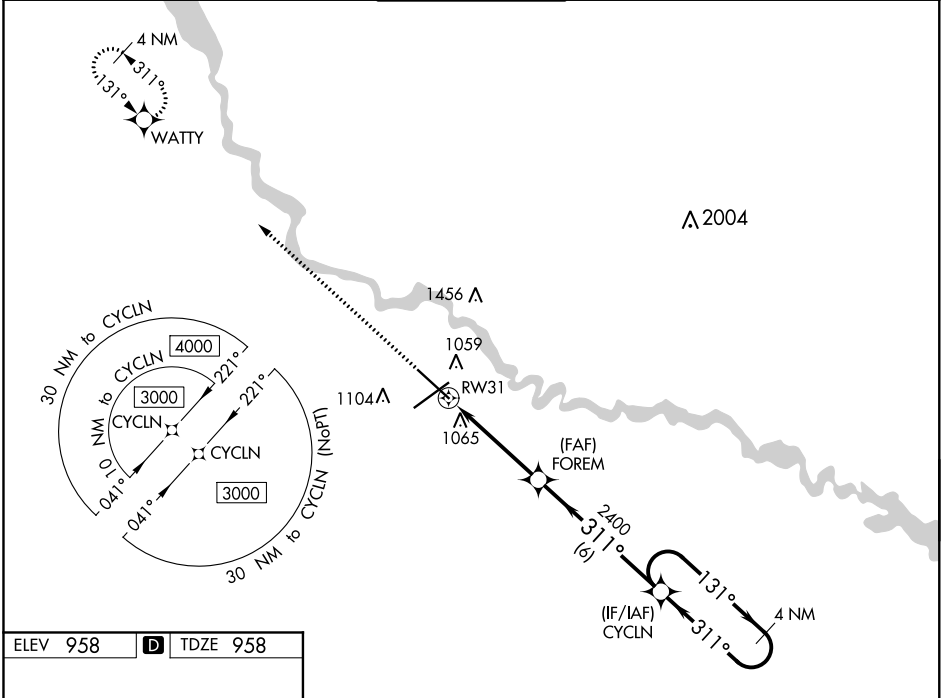 4 NM
311°
131°
WATTY
2004
1456
1059
RW31
1104
1065
30 NM to CYCLN
4000
221°
10 NM to CYCLN
3000
221°
CYCLN
CYCLN
041°
3000
041°
30 NM to CYCLN (NoPT)
(FAF)
FOREM
2400
311°
(6)
131°
(IF/IAF)
CYCLN
4 NM
311°
ELEV 958 D TDZE 958